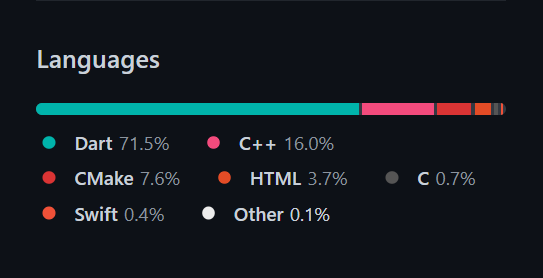 Languages
Dart 71.5% C++ 16.0%
CMake 7.6% HTML 3.7% C 0.7%
Swift 0.4% Other 0.1%